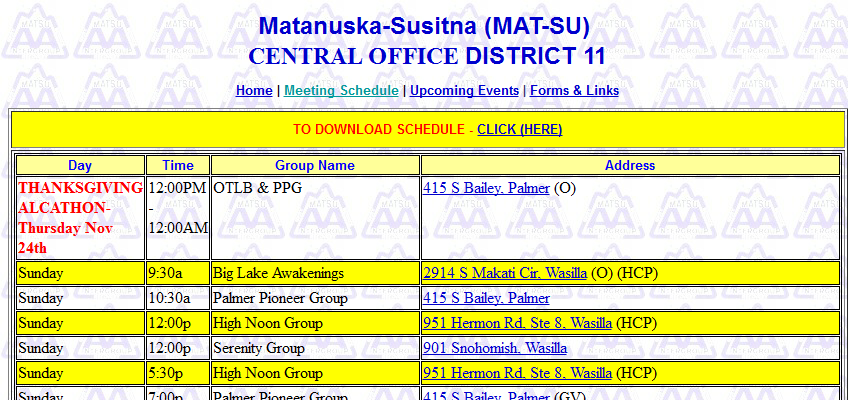 Matanuska-Susitna (MAT-SU)
CENTRAL OFFICE DISTRICT 11
Home | Meeting Schedule | Upcoming Events | Forms & Links
TO DOWNLOAD SCHEDULE - CLICK (HERE)
Day Time Group Name Address
THANKSGIVING 12:00PM OTLB & PPG 415 S Bailey, Palmer (O)
ALCATHON- -
Thursday Nov 12:00AM
24th
Sunday 9:30a Big Lake Awakenings 2914 S Makati Cir, Wasilla (O) (HCP)
Sunday 10:30a Palmer Pioneer Group 415 S Bailey, Palmer
Sunday 12:00p High Noon Group 951 Hermon Rd, Ste 8, Wasilla (HCP)
Sunday 12:00p Serenity Group 901 Snohomish, Wasilla
Sunday 5:30p High Noon Group 951 Hermon Rd, Ste 8, Wasilla (HCP)
Sunday 7:00p Palmer Pioneer Group 415 S Bailey, Palmer (GV)